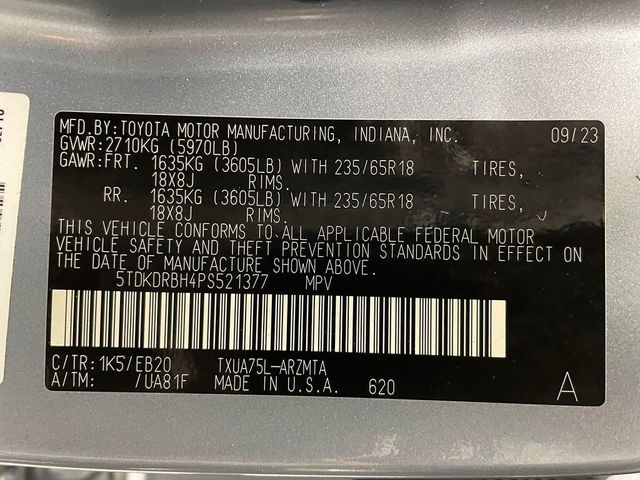 MFD.BY:TOYOTA MOTOR MANUFACTURING, INDIANA, INC. 09/23
GVWR:2710KG (5970LB)
GAWR:FRT. 1635KG (3605LB) WITH 235/65R18 TIRES,
18X8J RIMS.
RR. 1635KG (3605LB) WITH 235/65R18 TIRES,
18X8J RIMS.
THIS VEHICLE CONFORMS TO ALL APPLICABLE FEDERAL MOTOR
VEHICLE SAFETY AND THEFT PREVENTION STANDARDS IN EFFECT ON
THE DATE OF MANUFACTURE SHOWN ABOVE.
5TDKDRBH4PS521377 MPV
C/TR:1K5/EB20 TXUA75L-ARZMTA
A/TM: /UA81F MADE IN U.S.A. 620 A